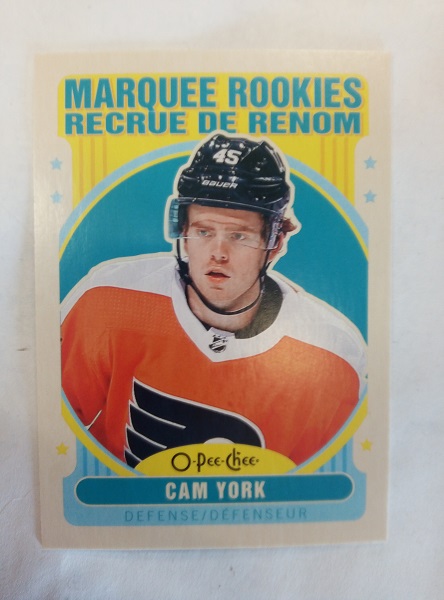 MARQUEE ROOKIES
RECRUE DE RENOM
45
BAUER
O-Pee-Chee
CAM YORK
DEFENSE/DÉFENSEUR